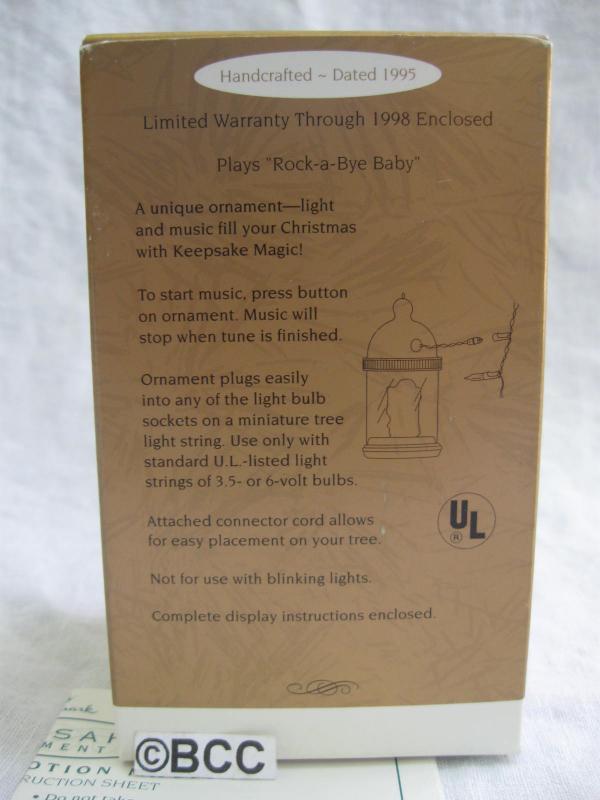 Handcrafted ~ Dated 1995
Limited Warranty Through 1998 Enclosed
Plays "Rock-a-Bye Baby"
A unique ornament—light
and music fill your Christmas
with Keepsake Magic!
To start music, press button
on ornament. Music will
stop when tune is finished.
Ornament plugs easily
into any of the light bulb
sockets on a miniature tree
light string. Use only with
standard U.L.-listed light
strings of 3.5- or 6-volt bulbs.
UL
®
Attached connector cord allows
for easy placement on your tree.
Not for use with blinking lights.
Complete display instructions enclosed.
©BCC
SHEET
• Do not